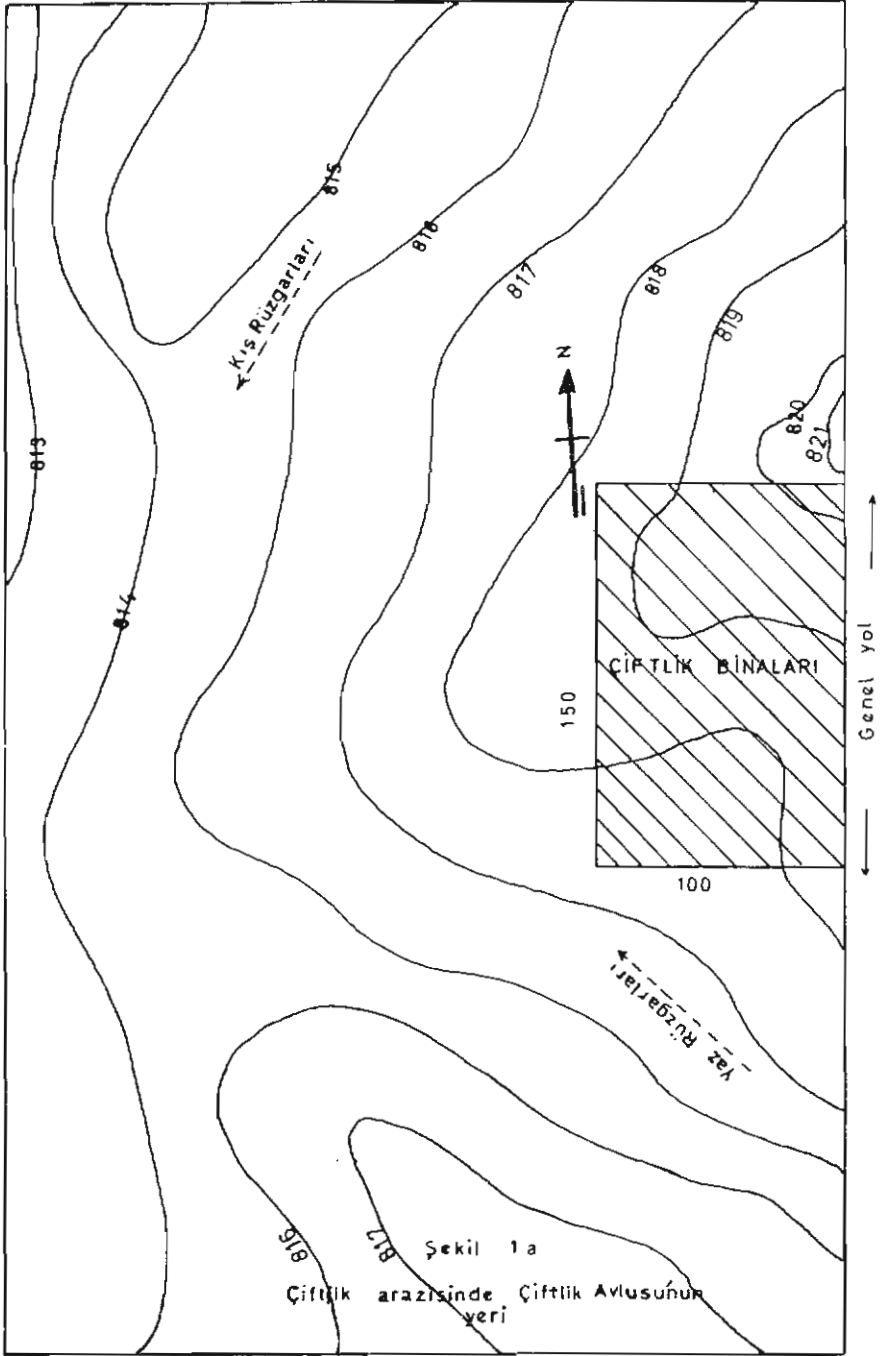 815
816
Kış Rüzgarları
817
818
819
N
820
821
813
814
ÇİFTLİK BİNALARI
150
Genel yol
100
Yaz Rüzgarları
816
817
Şekil 1a
Çiftlik arazisinde Çiftlik Avlusunun
yeri